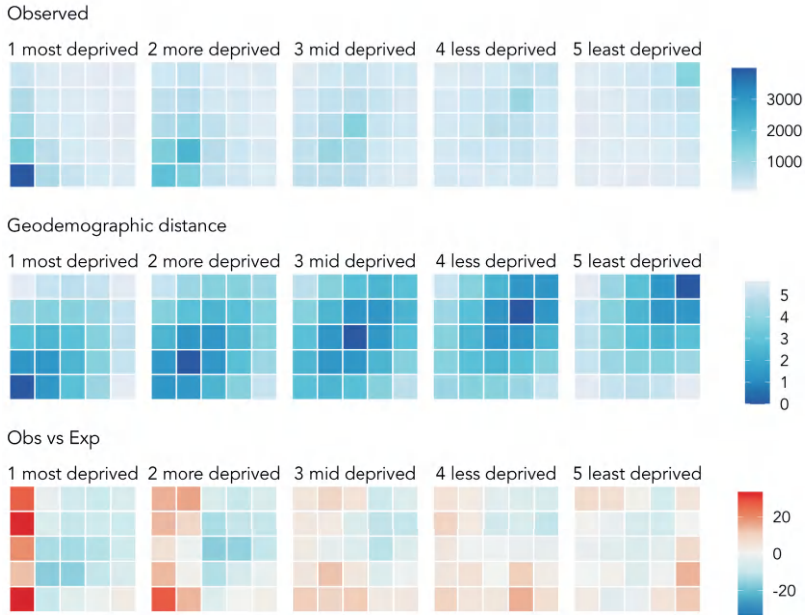 Observed
1 most deprived 2 more deprived 3 mid deprived 4 less deprived 5 least deprived
3000
2000
1000
Geodemographic distance
1 most deprived 2 more deprived 3 mid deprived 4 less deprived 5 least deprived
5
4
3
2
1
0
Obs vs Exp
1 most deprived 2 more deprived 3 mid deprived 4 less deprived 5 least deprived
20
0
-20